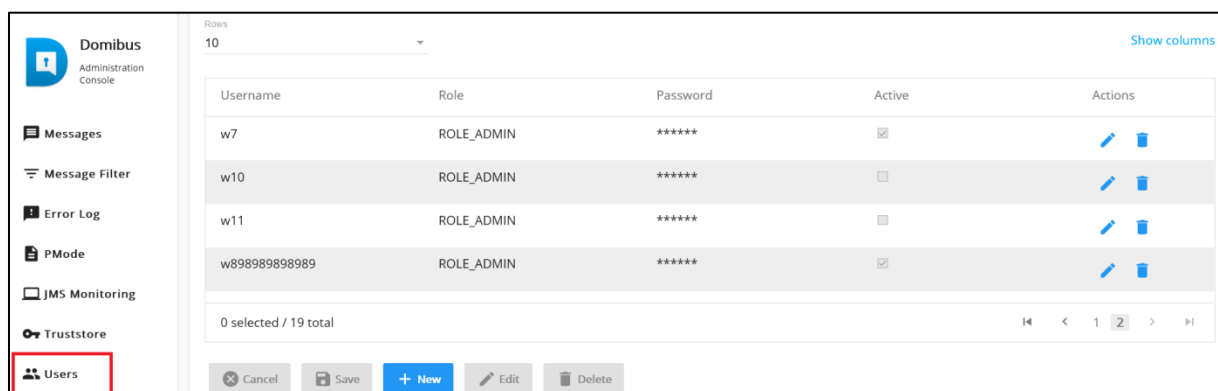 Domibus
Administration
Console
Messages
Message Filter
Error Log
PMode
JMS Monitoring
Truststore
Users
Rows
10
Show columns
Username Role Password Active Actions
w7 ROLE_ADMIN ******
w10 ROLE_ADMIN ******
w11 ROLE_ADMIN ******
w898989898989 ROLE_ADMIN ******
0 selected / 19 total 1 2
Cancel Save + New Edit Delete